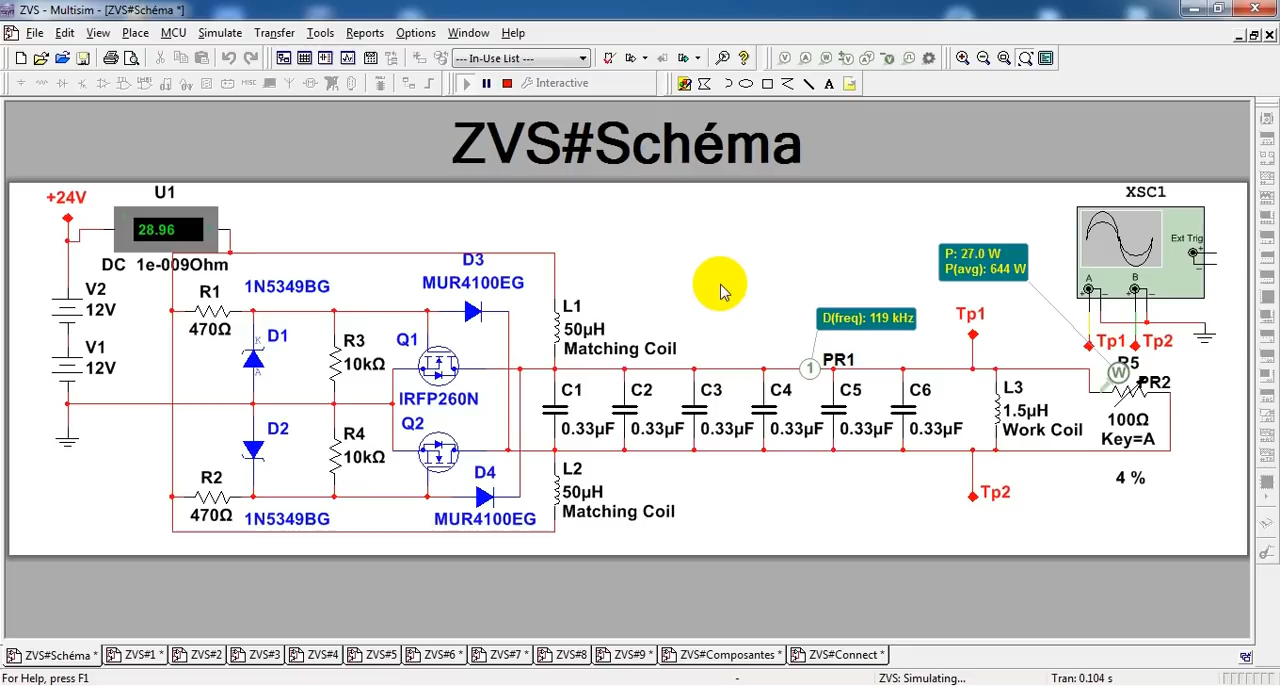 ZVS - Multisim - [ZVS#Schéma *]
File Edit View Place MCU Simulate Transfer Tools Reports Options Window Help
--- In-Use List ---
Interactive
ZVS#Schéma
+24V
U1
28.96
DC 1e-009Ohm
V2
12V
V1
12V
R1
470Ω
1N5349BG
D1
K
A
R3
10kΩ
D3
MUR4100EG
Q1
IRFP260N
Q2
D2
R4
10kΩ
R2
470Ω
1N5349BG
D4
MUR4100EG
L1
50µH
Matching Coil
L2
50µH
Matching Coil
C1
0.33µF
C2
0.33µF
C3
0.33µF
C4
0.33µF
C5
0.33µF
C6
0.33µF
D(freq): 119 kHz
1
PR1
P: 27.0 W
P(avg): 644 W
Tp1
Tp2
L3
1.5µH
Work Coil
XSC1
Ext Trig
A
B
Tp1
Tp2
R5
W
PR2
100Ω
Key=A
4 %
ZVS#Schéma * ZVS#1 * ZVS#2 ZVS#3 ZVS#4 ZVS#5 ZVS#6 * ZVS#7 * ZVS#8 ZVS#9 * ZVS#Composantes * ZVS#Connect *
For Help, press F1
-
ZVS: Simulating...
Tran: 0.104 s